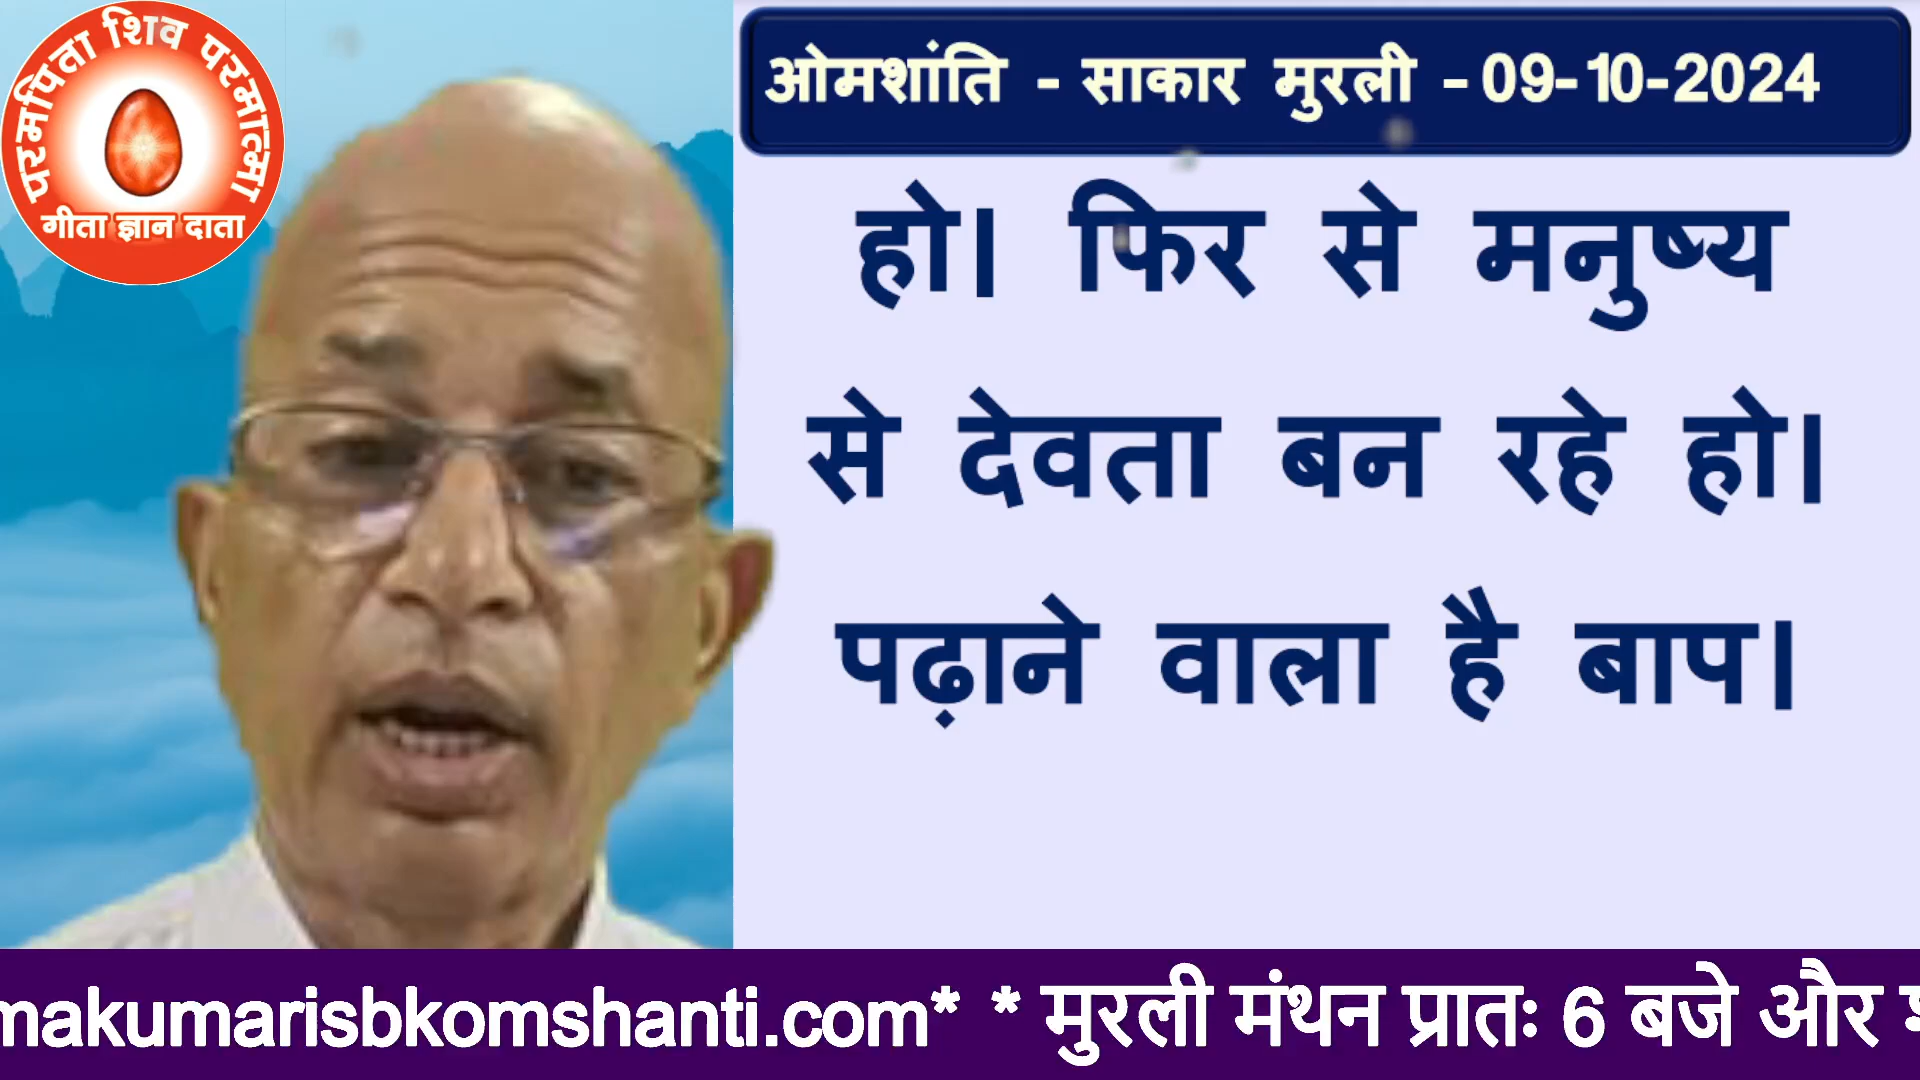 परमपिता शिव परमात्मा
गीता ज्ञान दाता
ओमशांति - साकार मुरली - 09-10-2024
हो। फिर से मनुष्य
से देवता बन रहे हो।
पढ़ाने वाला है बाप।
makumarisbkomshanti.com* * मुरली मंथन प्रातः 6 बजे और